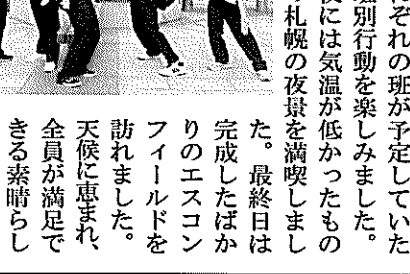 にそれの班が予定していた
別行動を楽しみました。
には気温が低かったもの
札幌の夜景を満喫しまし
た。最終日は
完成したばか
りのエスコン
フィールドを
訪れました。
天候に恵まれ、
全員が満足で
きる素晴らし